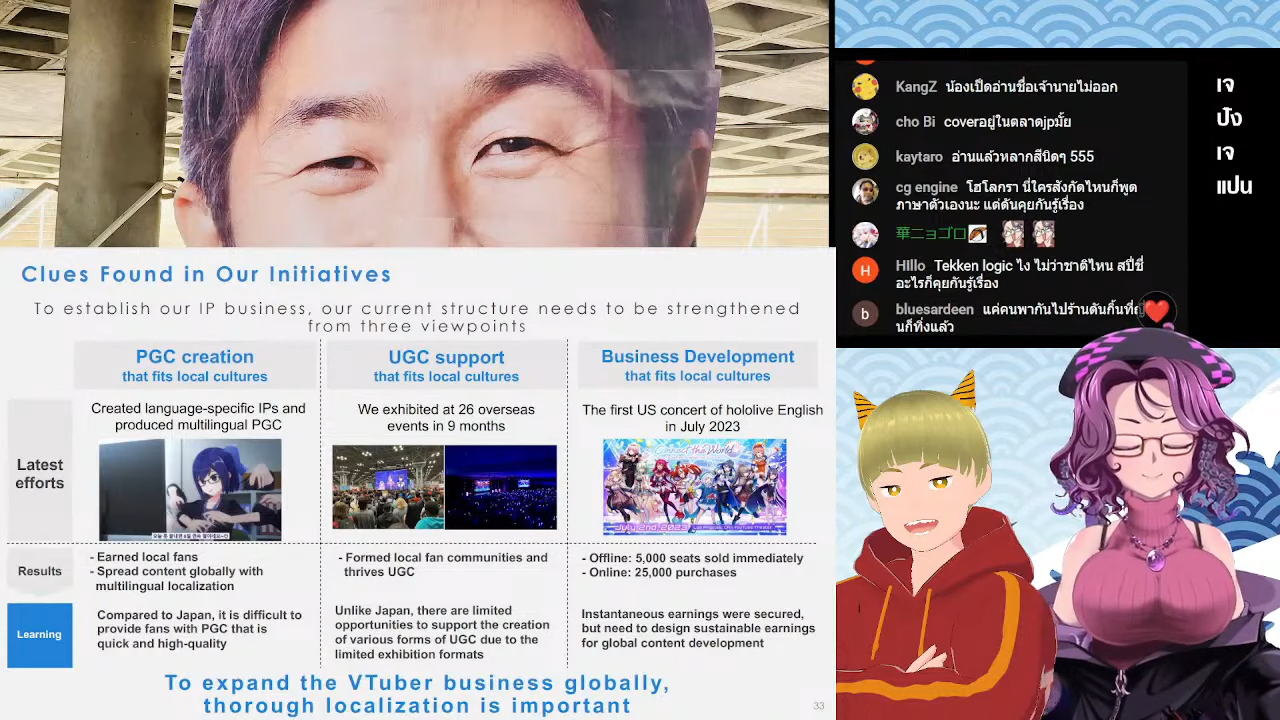 Clues Found in Our Initiatives
To establish our IP business, our current structure needs to be strengthened
from three viewpoints
PGC creation
that fits local cultures
UGC support
that fits local cultures
Business Development
that fits local cultures
Latest
efforts
Created language-specific IPs and
produced multilingual PGC
We exhibited at 26 overseas
events in 9 months
The first US concert of hololive English
in July 2023
Connect the World
July 2nd 2023
Results
- Earned local fans
- Spread content globally with
multilingual localization
- Formed local fan communities and
thrives UGC
- Offline: 5,000 seats sold immediately
- Online: 25,000 purchases
Learning
Compared to Japan, it is difficult to
provide fans with PGC that is
quick and high-quality
Unlike Japan, there are limited
opportunities to support the creation
of various forms of UGC due to the
limited exhibition formats
Instantaneous earnings were secured,
but need to design sustainable earnings
for global content development
To expand the VTuber business globally,
thorough localization is important
33
KangZ น้องเป็ดอ่านชื่อเจ้านายไม่ออก
cho Bi coverอยู่ในตลาดjpมั้ย
kaytaro อ่านแล้วหลากสีนิดๆ 555
cg engine โฮโลกรา นี่ใครสังกัดไหนก็พูด
ภาษาตัวเองนะ แต่ดันคุยกันรู้เรื่อง
華ニョゴロ
H
HIllo Tekken logic ไง ไม่ว่าชาติไหน สปีชี่
อะไรก็คุยกันรู้เรื่อง
b
bluesardeen แค่คนพากันไปร้านดันกิ้นที่ญี่
นก็ทึ่งแล้ว
เจ
ปัง
เจ
แปน